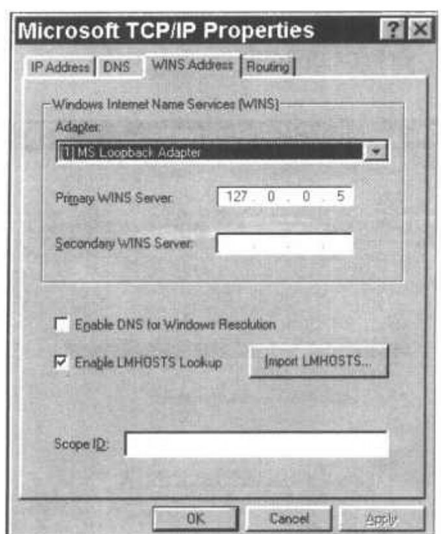 Microsoft TCP/IP Properties ? ×
IP Address DNS WINS Address Routing
Windows Internet Name Services (WINS)
Adapter:
[1] MS Loopback Adapter
Primary WINS Server: 127 . 0 . 0 . 5
Secondary WINS Server: . . .
Enable DNS for Windows Resolution
Enable LMHOSTS Lookup Import LMHOSTS...
Scope ID:
OK Cancel Apply